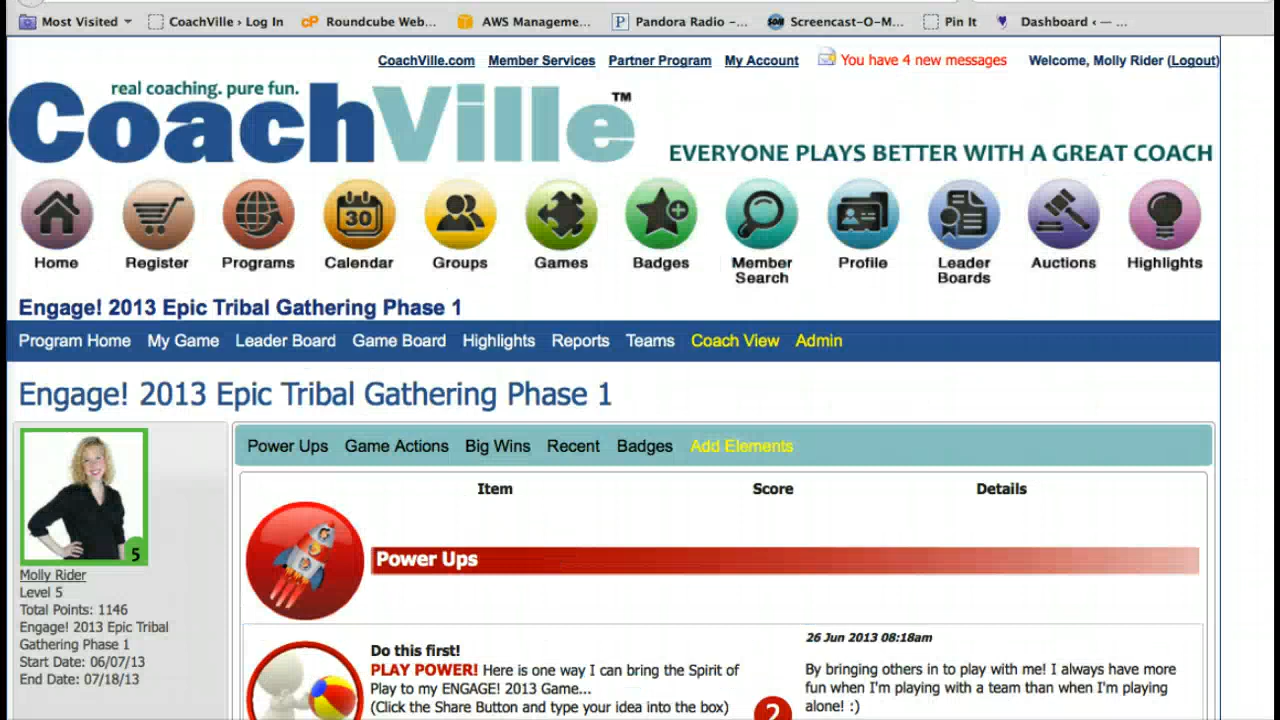 Most Visited CoachVille › Log In Roundcube Web... AWS Manageme... Pandora Radio –... Screencast-O-M... Pin It Dashboard ‹ — ...
CoachVille.com Member Services Partner Program My Account You have 4 new messages Welcome, Molly Rider (Logout)
real coaching. pure fun.
CoachVille™
EVERYONE PLAYS BETTER WITH A GREAT COACH
30
Home Register Programs Calendar Groups Games Badges Member Search Profile Leader Boards Auctions Highlights
Engage! 2013 Epic Tribal Gathering Phase 1
Program Home My Game Leader Board Game Board Highlights Reports Teams Coach View Admin
Engage! 2013 Epic Tribal Gathering Phase 1
5
Molly Rider
Level 5
Total Points: 1146
Engage! 2013 Epic Tribal
Gathering Phase 1
Start Date: 06/07/13
End Date: 07/18/13
Power Ups Game Actions Big Wins Recent Badges Add Elements
Item Score Details
Power Ups
Do this first!
PLAY POWER! Here is one way I can bring the Spirit of
Play to my ENGAGE! 2013 Game...
(Click the Share Button and type your idea into the box)
2
26 Jun 2013 08:18am
By bringing others in to play with me! I always have more
fun when I'm playing with a team than when I'm playing
alone! :)